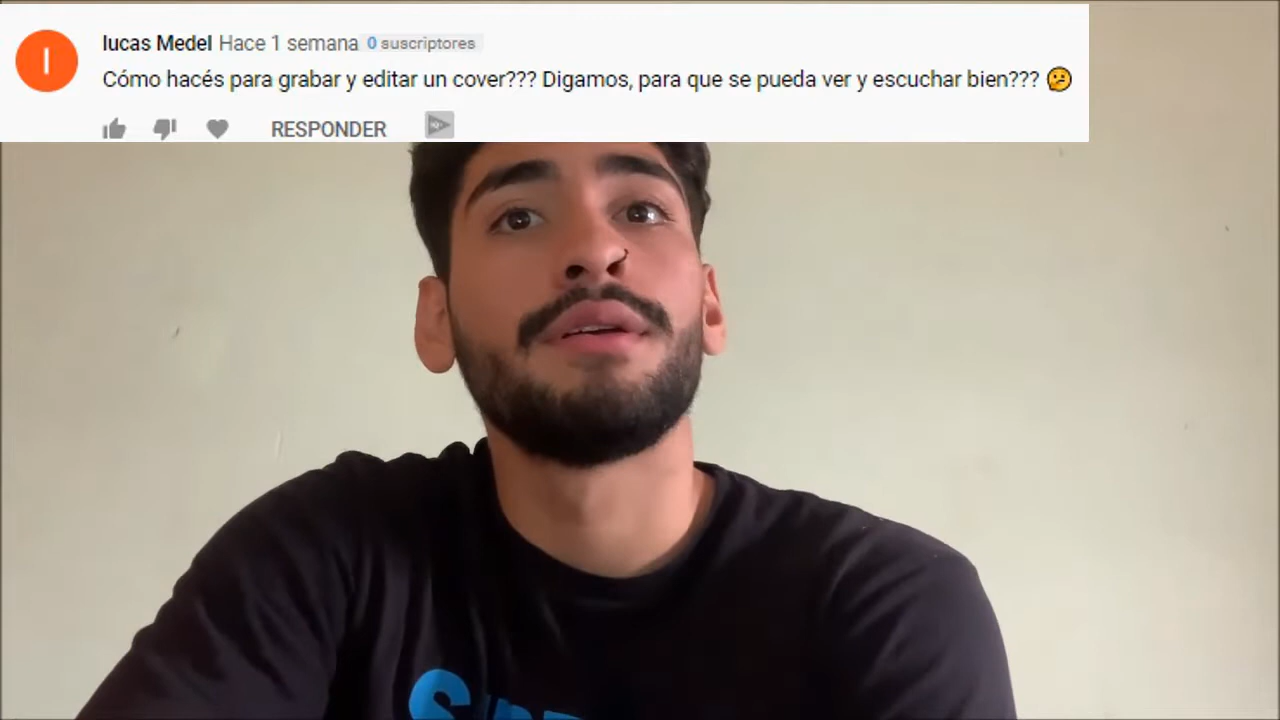 lucas Medel Hace 1 semana 0 suscriptores
Cómo hacés para grabar y editar un cover??? Digamos, para que se pueda ver y escuchar bien??? 🫤
RESPONDER